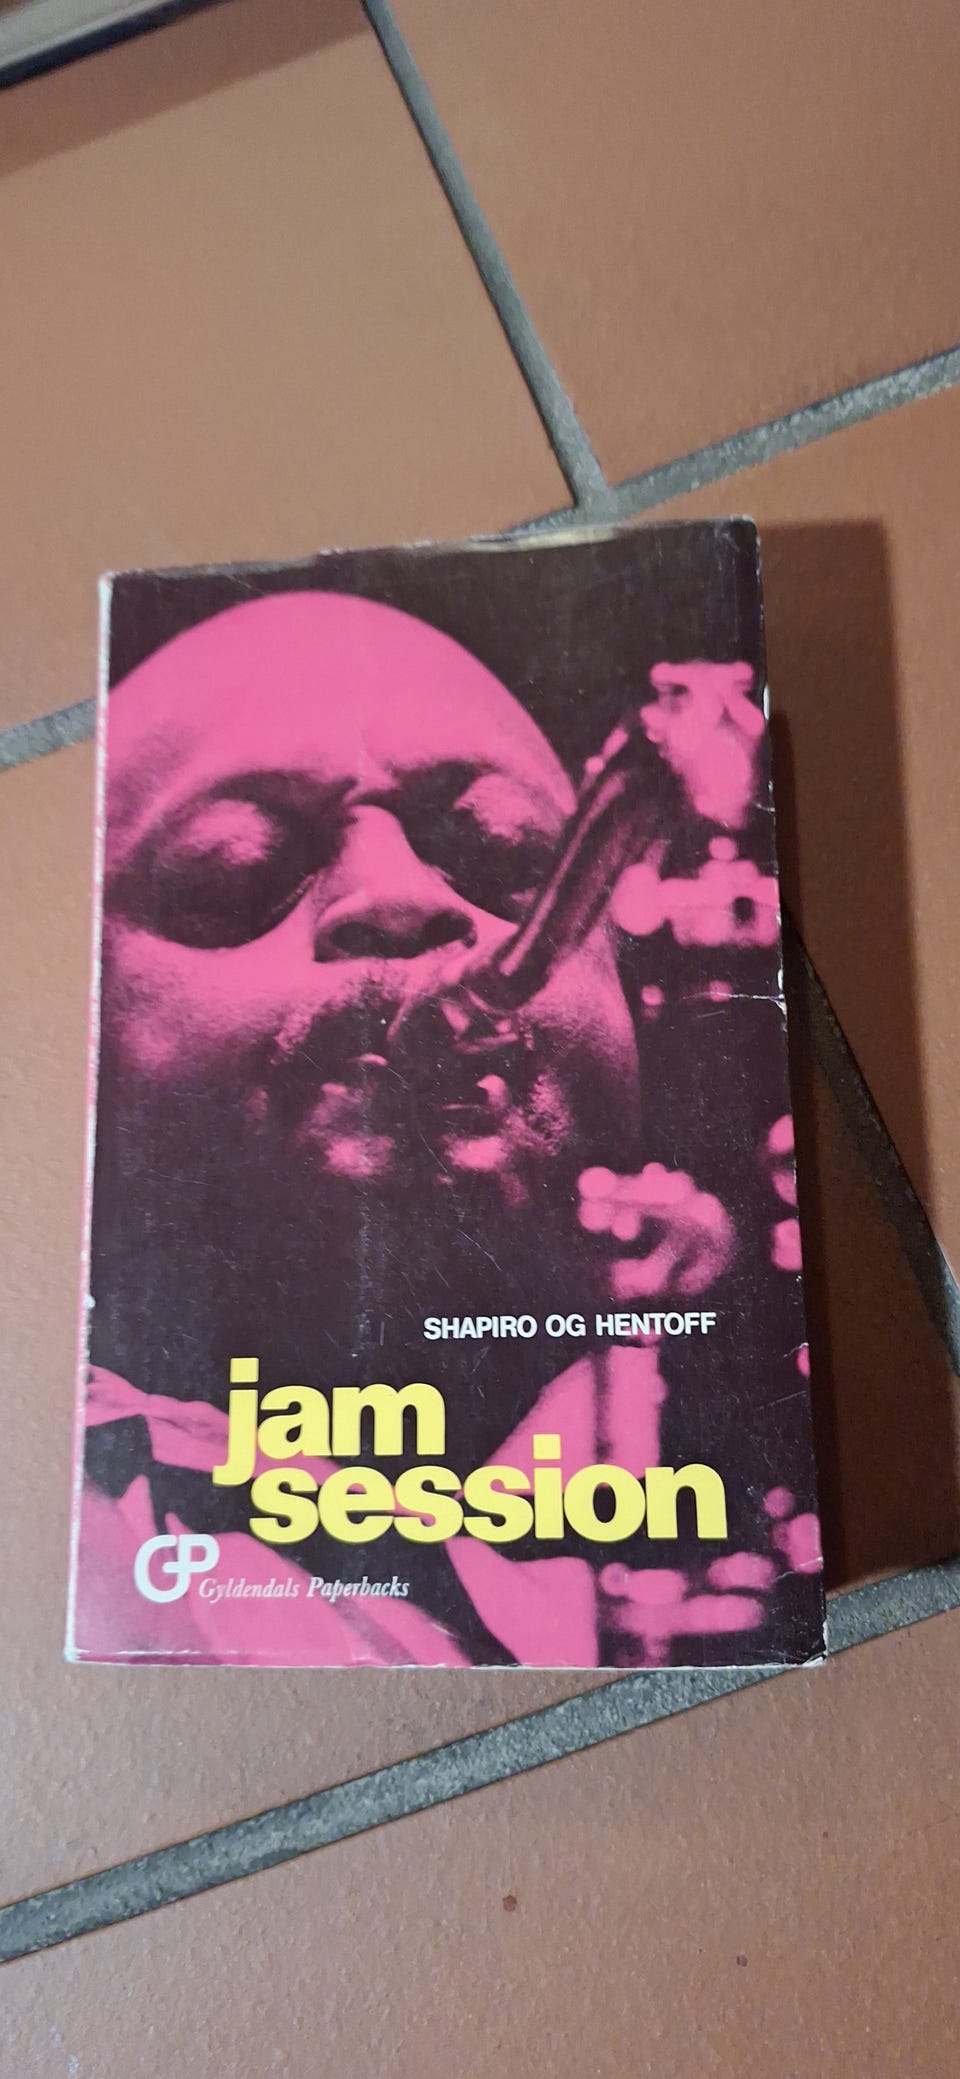 SHAPIRO OG HENTOFF
jam
session
GP Gyldendals Paperbacks